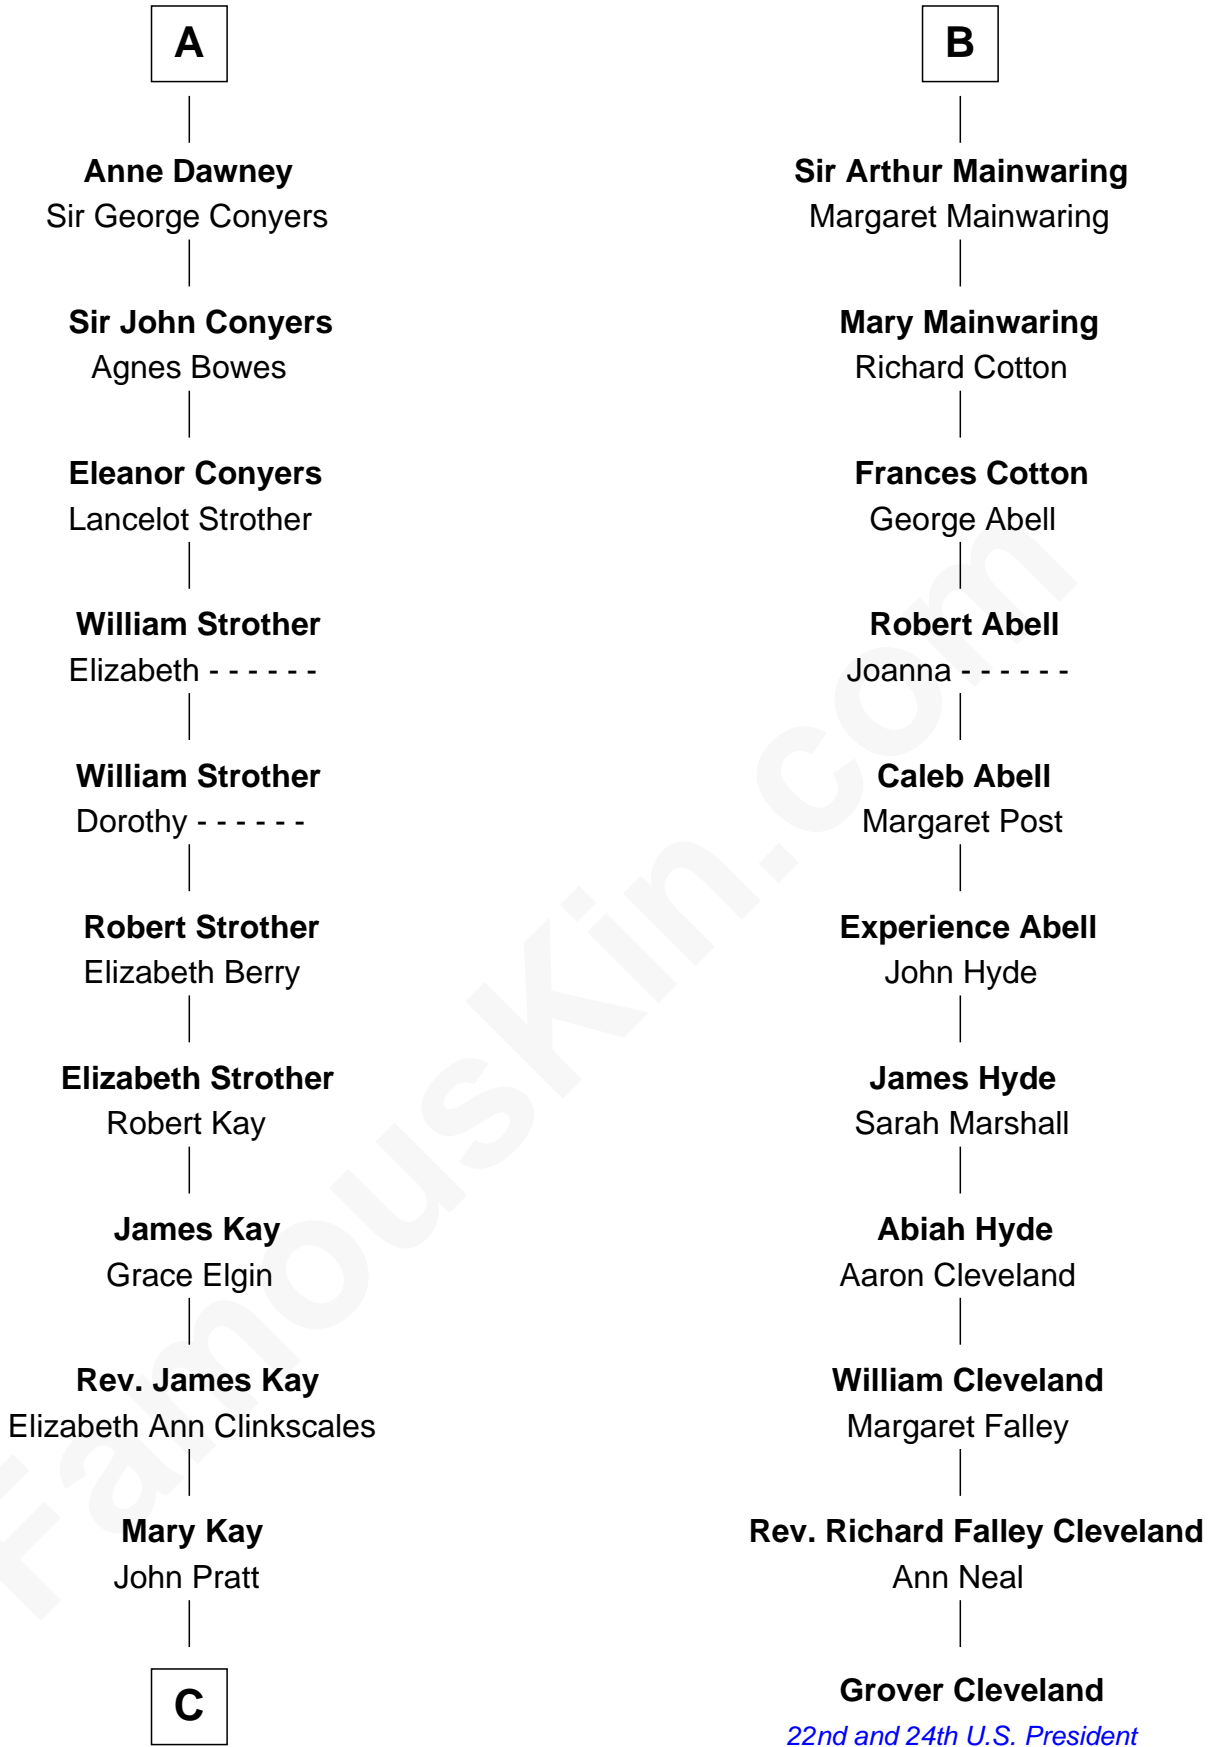 A
Anne Dawney
Sir George Conyers
Sir John Conyers
Agnes Bowes
Eleanor Conyers
Lancelot Strother
William Strother
Elizabeth - - - - - -
William Strother
Dorothy - - - - - -
Robert Strother
Elizabeth Berry
Elizabeth Strother
Robert Kay
James Kay
Grace Elgin
Rev. James Kay
Elizabeth Ann Clinkscales
Mary Kay
John Pratt
C
B
Sir Arthur Mainwaring
Margaret Mainwaring
Mary Mainwaring
Richard Cotton
Frances Cotton
George Abell
Robert Abell
Joanna - - - - - -
Caleb Abell
Margaret Post
Experience Abell
John Hyde
James Hyde
Sarah Marshall
Abiah Hyde
Aaron Cleveland
William Cleveland
Margaret Falley
Rev. Richard Falley Cleveland
Ann Neal
Grover Cleveland
22nd and 24th U.S. President
FamousKin.com